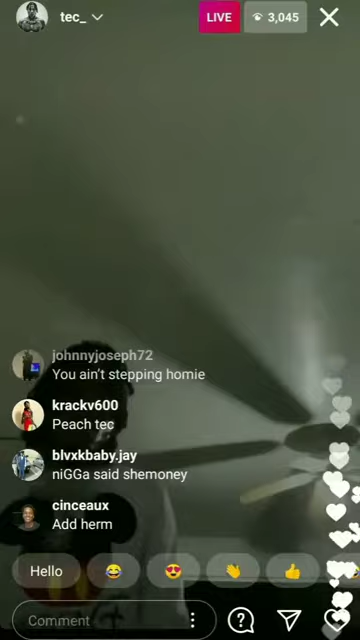 tec_
LIVE
3,045
johnnyjoseph72
You ain't stepping homie
krackv600
Peach tec
blvxkbaby.jay
niGGa said shemoney
cinceaux
Add herm
Hello
Comment